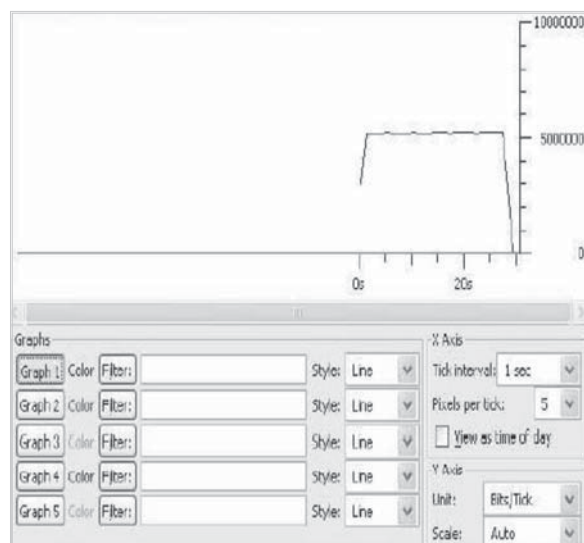 10000000
5000000
0
0s 20s
Graphs
Graph 1 Color Filter: Style: Line
Graph 2 Color Filter: Style: Line
Graph 3 Color Filter: Style: Line
Graph 4 Color Filter: Style: Line
Graph 5 Color Filter: Style: Line
X Axis
Tick interval: 1 sec
Pixels per tick: 5
View as time of day
Y Axis
Unit: Bits/Tick
Scale: Auto